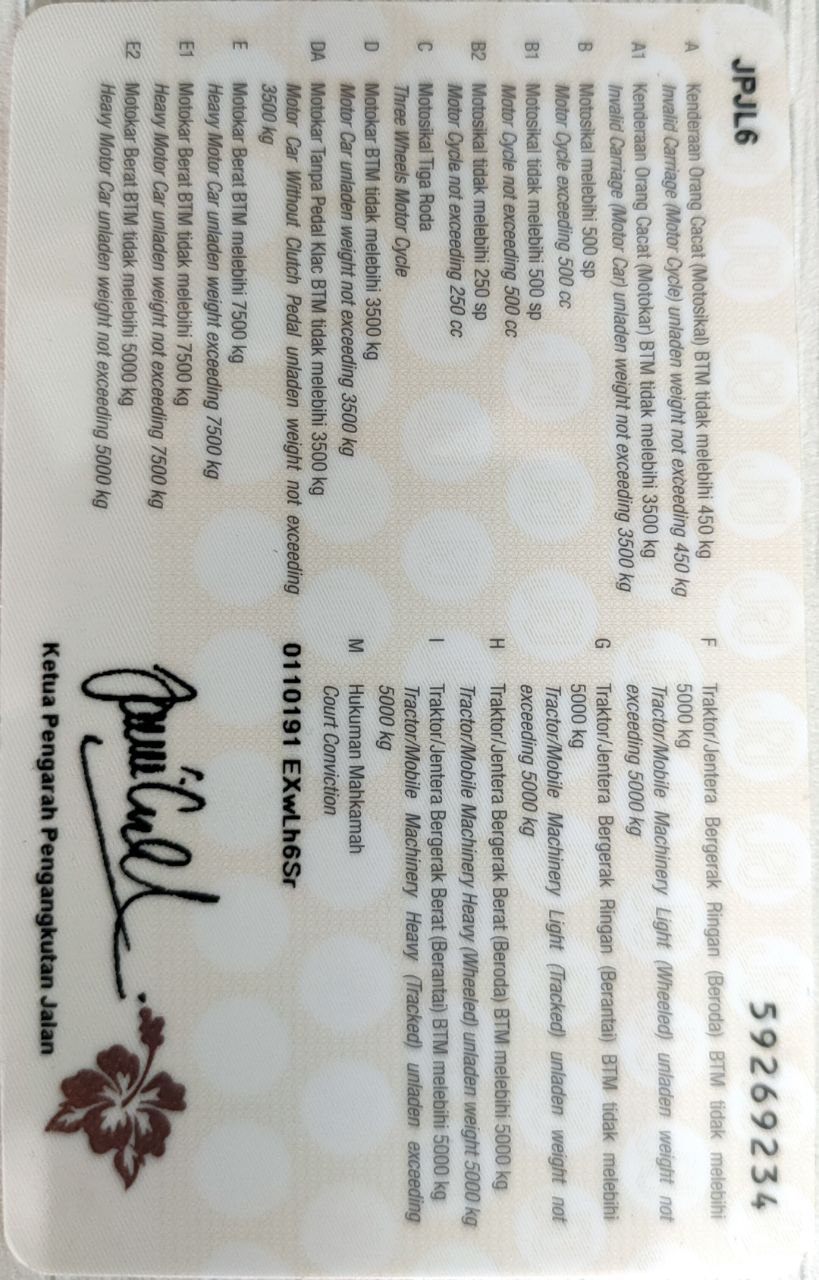 JPJL6
59269234
A Kenderaan Orang Cacat (Motosikal) BTM tidak melebihi 450 kg
Invalid Carriage (Motor Cycle) unladen weight not exceeding 450 kg
A1 Kenderaan Orang Cacat (Motokar) BTM tidak melebihi 3500 kg
Invalid Carriage (Motor Car) unladen weight not exceeding 3500 kg
B Motosikal melebihi 500 sp
Motor Cycle exceeding 500 cc
B1 Motosikal tidak melebihi 500 sp
Motor Cycle not exceeding 500 cc
B2 Motosikal tidak melebihi 250 sp
Motor Cycle not exceeding 250 cc
C Motosikal Tiga Roda
Three Wheels Motor Cycle
D Motokar BTM tidak melebihi 3500 kg
Motor Car unladen weight not exceeding 3500 kg
DA Motokar Tanpa Pedal Klac BTM tidak melebihi 3500 kg
Motor Car Without Clutch Pedal unladen weight not exceeding
3500 kg
E Motokar Berat BTM melebihi 7500 kg
Heavy Motor Car unladen weight exceeding 7500 kg
E1 Motokar Berat BTM tidak melebihi 7500 kg
Heavy Motor Car unladen weight not exceeding 7500 kg
E2 Motokar Berat BTM tidak melebihi 5000 kg
Heavy Motor Car unladen weight not exceeding 5000 kg
F Traktor/Jentera Bergerak Ringan (Beroda) BTM tidak melebihi
5000 kg
Tractor/Mobile Machinery Light (Wheeled) unladen weight not
exceeding 5000 kg
G Traktor/Jentera Bergerak Ringan (Berantai) BTM tidak melebihi
5000 kg
Tractor/Mobile Machinery Light (Tracked) unladen weight not
exceeding 5000 kg
H Traktor/Jentera Bergerak Berat (Beroda) BTM melebihi 5000 kg
Tractor/Mobile Machinery Heavy (Wheeled) unladen weight 5000 kg
I Traktor/Jentera Bergerak Berat (Berantai) BTM melebihi 5000 kg
Tractor/Mobile Machinery Heavy (Tracked) unladen exceeding
5000 kg
M Hukuman Mahkamah
Court Conviction
0110191 EXwLh6Sr
Ketua Pengarah Pengangkutan Jalan